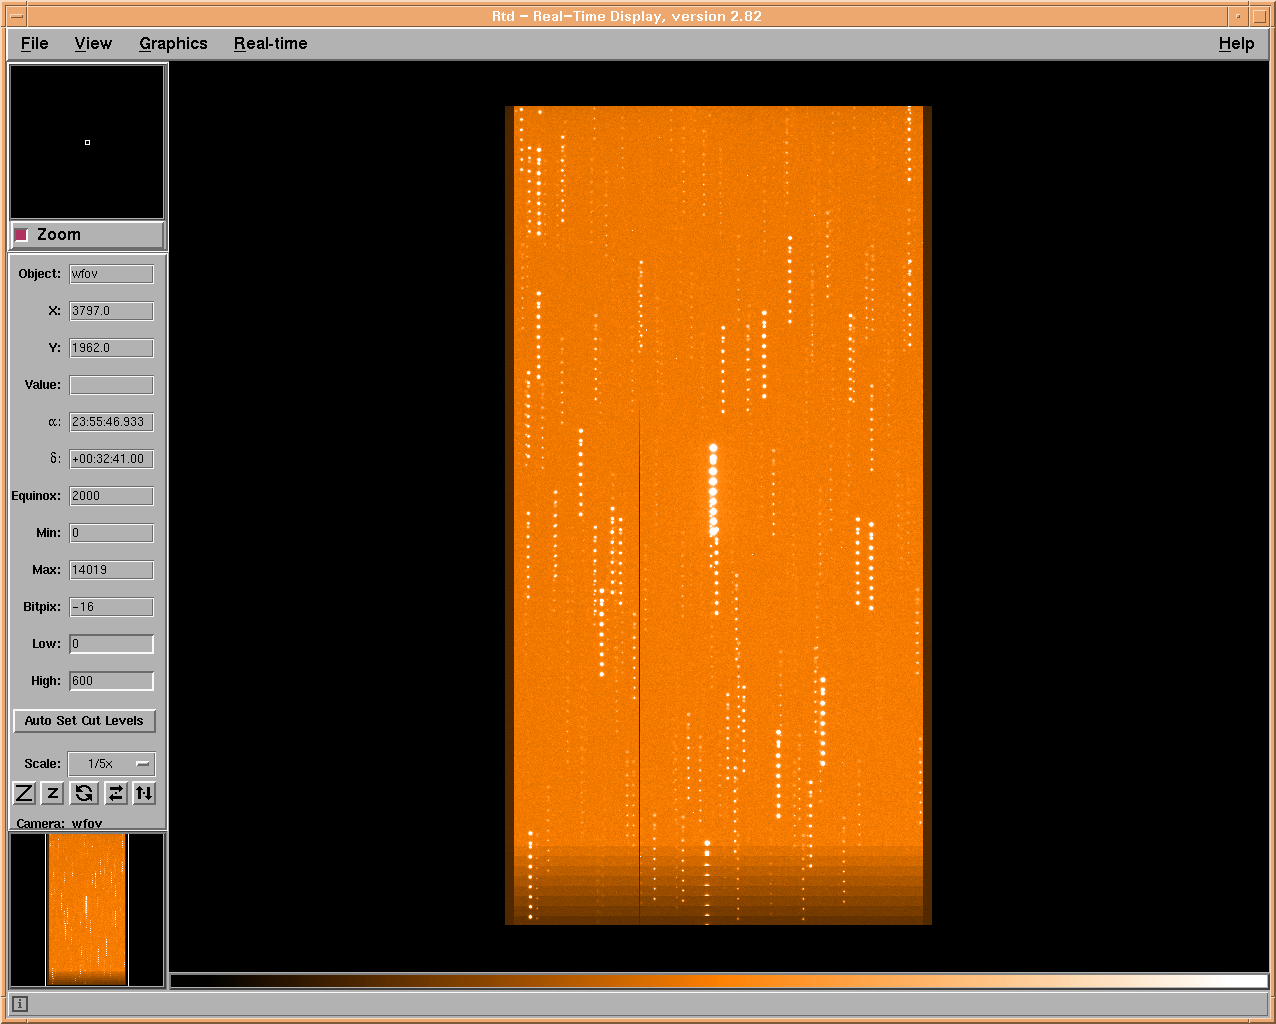 Rtd - Real-Time Display, version 2.82
File View Graphics Real-time Help
Zoom
Object: wfov
X: 3797.0
Y: 1962.0
Value:
α: 23:55:46.933
δ: +00:32:41.00
Equinox: 2000
Min: 0
Max: 14019
Bitpix: -16
Low: 0
High: 600
Auto Set Cut Levels
Scale: 1/5x
Z z
Camera: wfov
i